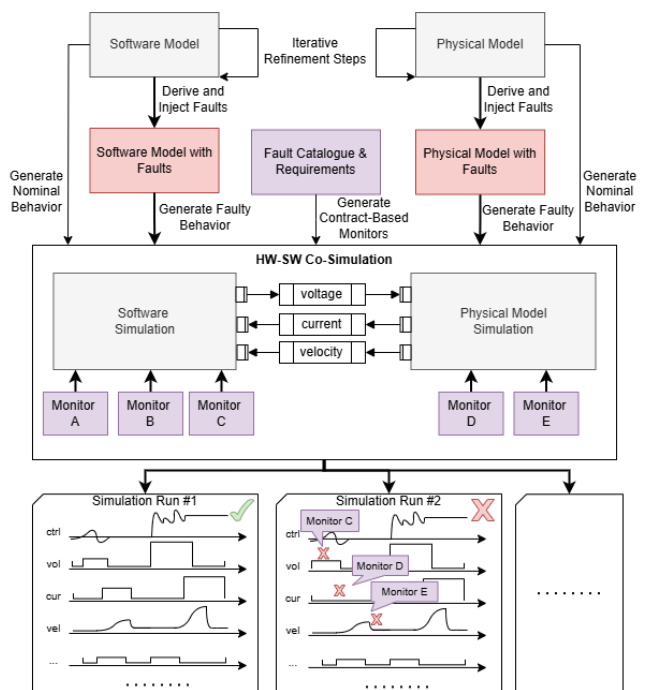 Software Model
Iterative
Refinement Steps
Physical Model
Derive and
Inject Faults
Derive and
Inject Faults
Software Model with
Faults
Fault Catalogue &
Requirements
Physical Model with
Faults
Generate
Nominal
Behavior
Generate Faulty
Behavior
Generate
Contract-Based
Monitors
Generate Faulty
Behavior
Generate
Nominal
Behavior
HW-SW Co-Simulation
Software
Simulation
voltage
current
velocity
Physical Model
Simulation
Monitor
A
Monitor
B
Monitor
C
Monitor
D
Monitor
E
Simulation Run #1
ctrl
vol
cur
vel
...
........
Simulation Run #2
Monitor C
ctrl
vol
Monitor D
cur
Monitor E
vel
...
........
........